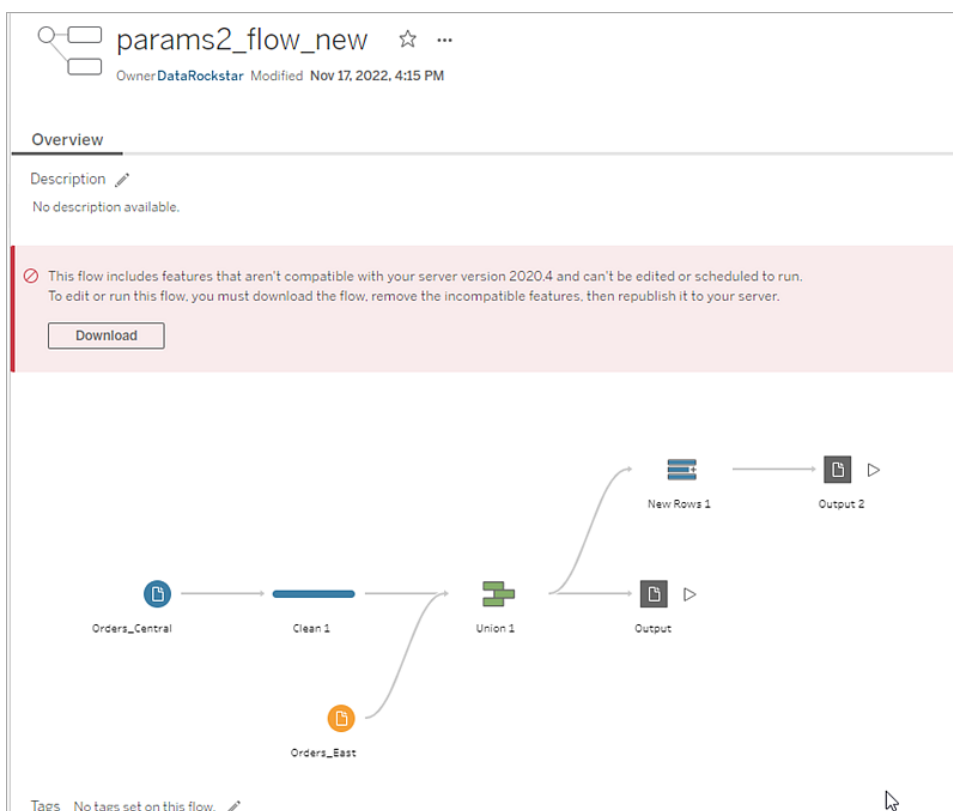 params2_flow_new
Owner DataRockstar Modified Nov 17, 2022, 4:15 PM
Overview
Description
No description available.
This flow includes features that aren't compatible with your server version 2020.4 and can't be edited or scheduled to run.
To edit or run this flow, you must download the flow, remove the incompatible features, then republish it to your server.
Download
New Rows 1
Output 2
Orders_Central
Clean 1
Union 1
Output
Orders_East
Tags No tags set on this flow.